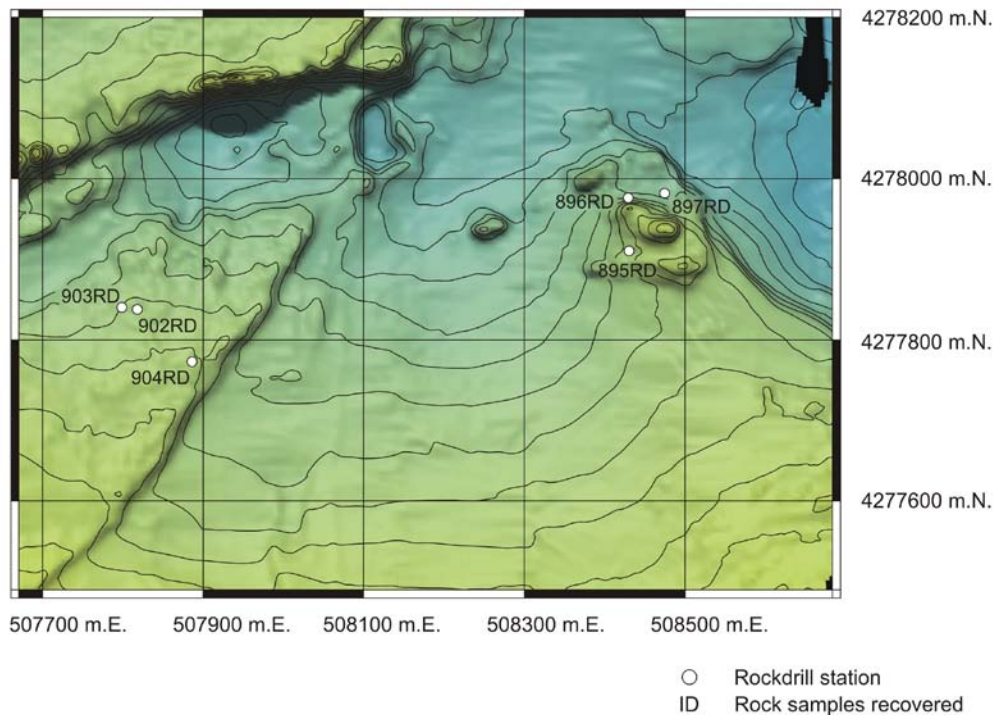 4278200 m.N.
4278000 m.N.
896RD
897RD
895RD
903RD
902RD
4277800 m.N.
904RD
4277600 m.N.
507700 m.E.
507900 m.E.
508100 m.E.
508300 m.E.
508500 m.E.
Rockdrill station
ID Rock samples recovered